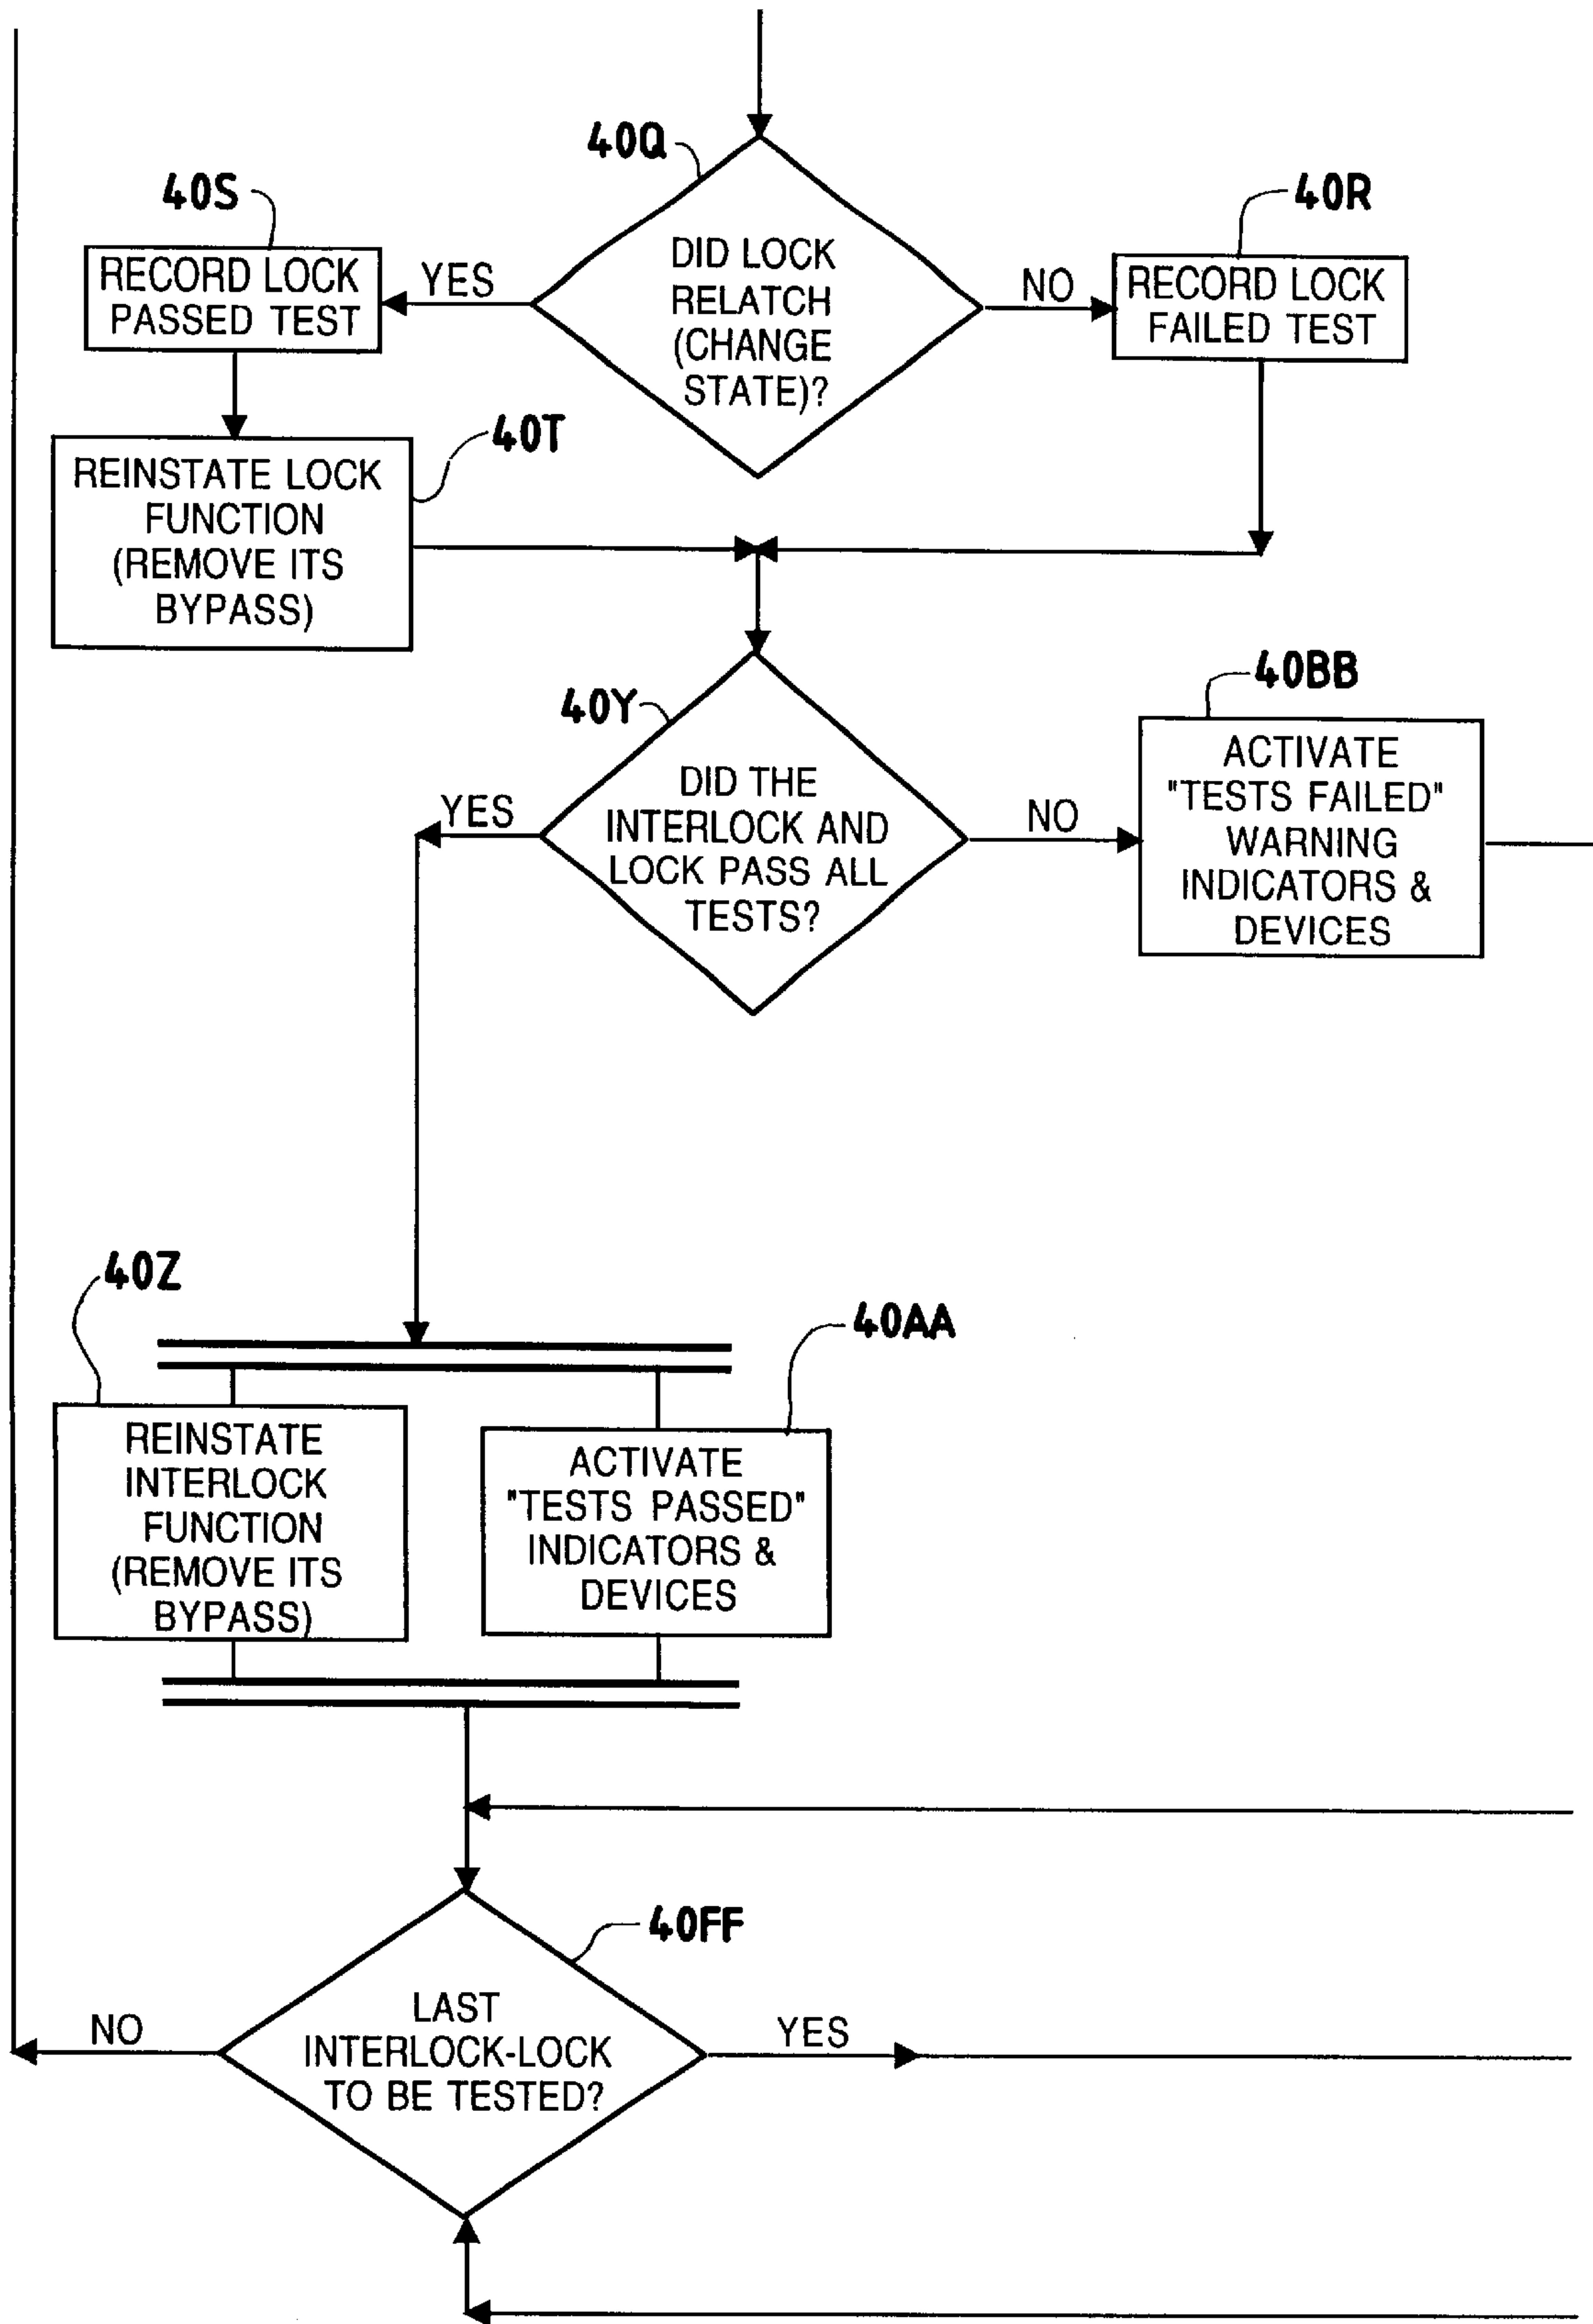 40Q
40S
40R
DID LOCK
RELATCH
(CHANGE
STATE)?
YES
NO
RECORD LOCK
PASSED TEST
RECORD LOCK
FAILED TEST
40T
REINSTATE LOCK
FUNCTION
(REMOVE ITS
BYPASS)
40Y
40BB
DID THE
INTERLOCK AND
LOCK PASS ALL
TESTS?
YES
NO
ACTIVATE
"TESTS FAILED"
WARNING
INDICATORS &
DEVICES
40Z
40AA
REINSTATE
INTERLOCK
FUNCTION
(REMOVE ITS
BYPASS)
ACTIVATE
"TESTS PASSED"
INDICATORS &
DEVICES
40FF
LAST
INTERLOCK-LOCK
TO BE TESTED?
NO
YES